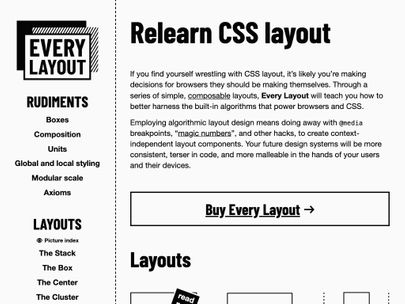 EVERY
LAYOUT
RUDIMENTS
Boxes
Composition
Units
Global and local styling
Modular scale
Axioms
LAYOUTS
Picture index
The Stack
The Box
The Center
The Cluster
Relearn CSS layout
If you find yourself wrestling with CSS layout, it's likely you're making
decisions for browsers they should be making themselves. Through a
series of simple, composable layouts, Every Layout will teach you how to
better harness the built-in algorithms that power browsers and CSS.
Employing algorithmic layout design means doing away with @media
breakpoints, "magic numbers", and other hacks, to create context-
independent layout components. Your future design systems will be more
consistent, terser in code, and more malleable in the hands of your users
and their devices.
Buy Every Layout →
Layouts
read